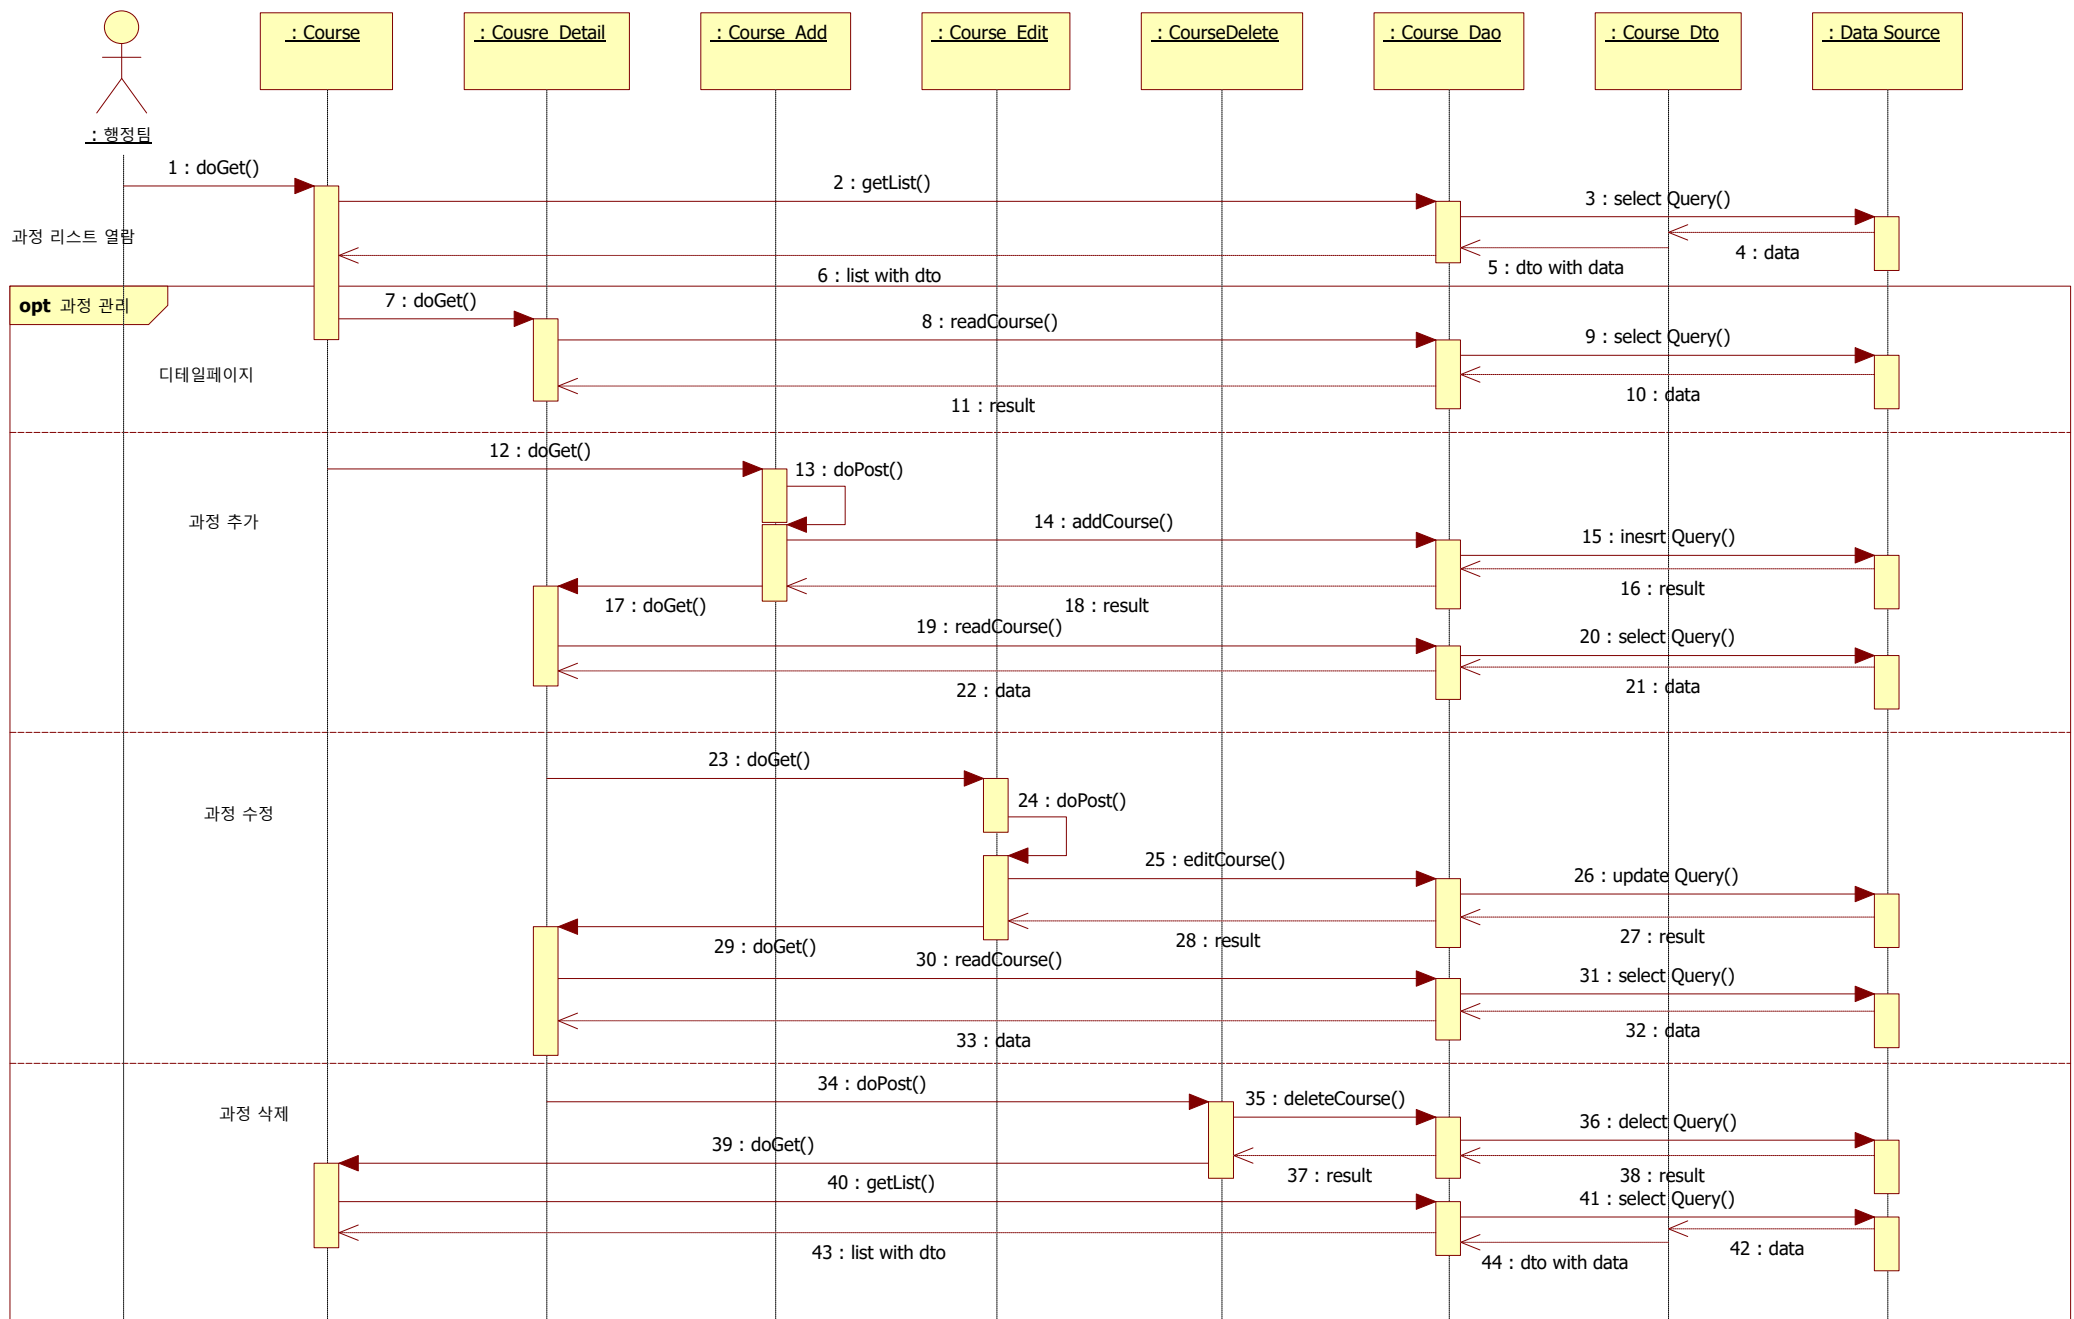 : Course
: Cousre_Detail
: Course_Add
: Course_Edit
: CourseDelete
: Course_Dao
: Course_Dto
: Data Source
: 행정팀
1 : doGet()
2 : getList()
3 : select Query()
과정 리스트 열람
4 : data
5 : dto with data
6 : list with dto
opt 과정 관리
7 : doGet()
8 : readCourse()
9 : select Query()
디테일페이지
10 : data
11 : result
12 : doGet()
13 : doPost()
과정 추가
14 : addCourse()
15 : inesrt Query()
16 : result
17 : doGet()
18 : result
19 : readCourse()
20 : select Query()
21 : data
22 : data
23 : doGet()
24 : doPost()
과정 수정
25 : editCourse()
26 : update Query()
27 : result
28 : result
29 : doGet()
30 : readCourse()
31 : select Query()
32 : data
33 : data
34 : doPost()
35 : deleteCourse()
과정 삭제
36 : delect Query()
39 : doGet()
37 : result
38 : result
40 : getList()
41 : select Query()
42 : data
43 : list with dto
44 : dto with data